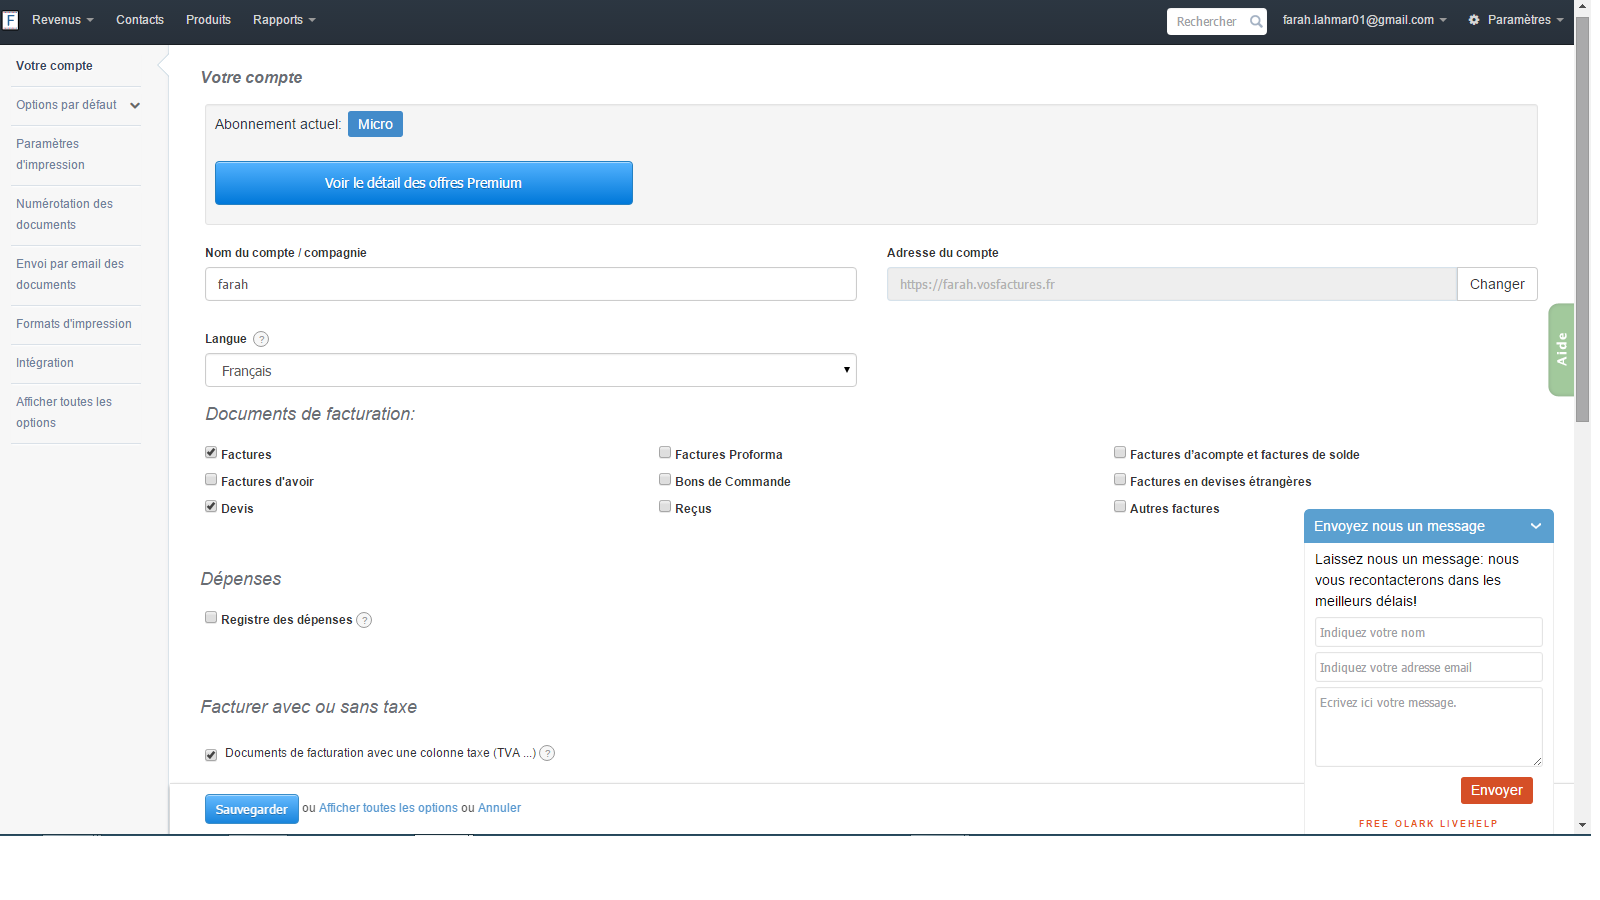 F Revenus Contacts Produits Rapports Rechercher farah.lahmar01@gmail.com Paramètres
Votre compte
Options par défaut
Paramètres
d'impression
Numérotation des
documents
Envoi par email des
documents
Formats d'impression
Intégration
Afficher toutes les
options
Votre compte
Abonnement actuel: Micro
Voir le détail des offres Premium
Nom du compte / compagnie
farah
Adresse du compte
https://farah.vosfactures.fr Changer
Langue ?
Français
Documents de facturation:
Factures Factures Proforma Factures d'acompte et factures de solde
Factures d'avoir Bons de Commande Factures en devises étrangères
Devis Reçus Autres factures
Dépenses
Registre des dépenses ?
Facturer avec ou sans taxe
Documents de facturation avec une colonne taxe (TVA ...) ?
Sauvegarder ou Afficher toutes les options ou Annuler
Aide
Envoyez nous un message
Laissez nous un message: nous
vous recontacterons dans les
meilleurs délais!
Indiquez votre nom
Indiquez votre adresse email
Ecrivez ici votre message.
Envoyer
FREE OLARK LIVEHELP